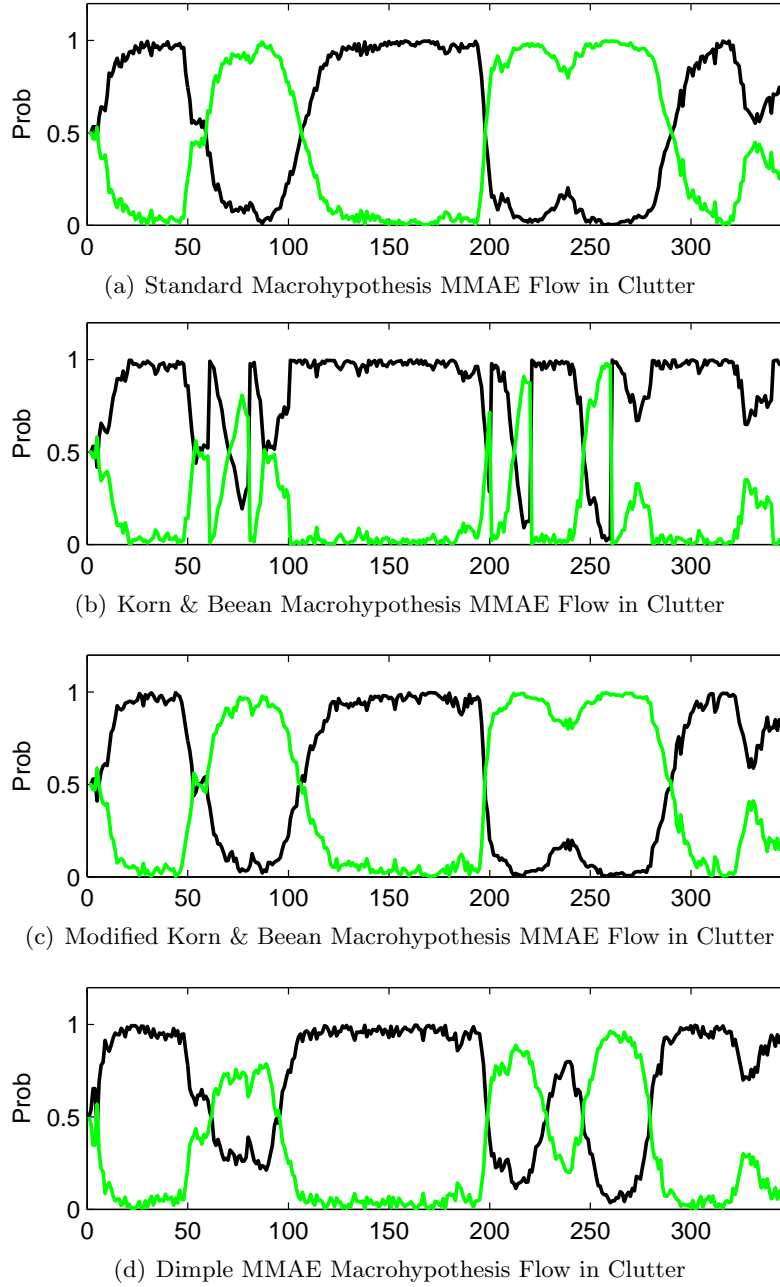 1
Prob
0.5
0
0 50 100 150 200 250 300
(a) Standard Macrohypothesis MMAE Flow in Clutter
1
Prob
0.5
0
0 50 100 150 200 250 300
(b) Korn & Beean Macrohypothesis MMAE Flow in Clutter
1
Prob
0.5
0
0 50 100 150 200 250 300
(c) Modified Korn & Beean Macrohypothesis MMAE Flow in Clutter
1
Prob
0.5
0
0 50 100 150 200 250 300
(d) Dimple MMAE Macrohypothesis Flow in Clutter